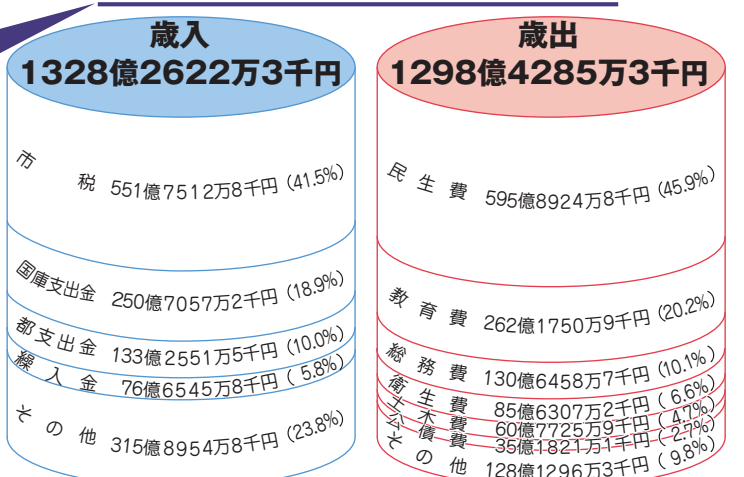 歳入
1328億2622万3千円
市税 551億7512万8千円 (41.5%)
国庫支出金 250億7057万2千円 (18.9%)
都支出金 133億2551万5千円 (10.0%)
繰入金 76億6545万8千円 ( 5.8%)
その他 315億8954万8千円 (23.8%)
歳出
1298億4285万3千円
民生費 595億8924万8千円 (45.9%)
教育費 262億1750万9千円 (20.2%)
総務費 130億6458万7千円 (10.1%)
衛生費 85億6307万2千円 ( 6.6%)
土木費 60億7725万9千円 ( 4.7%)
公債費 35億1821万1千円 ( 2.7%)
その他 128億1296万3千円 ( 9.8%)